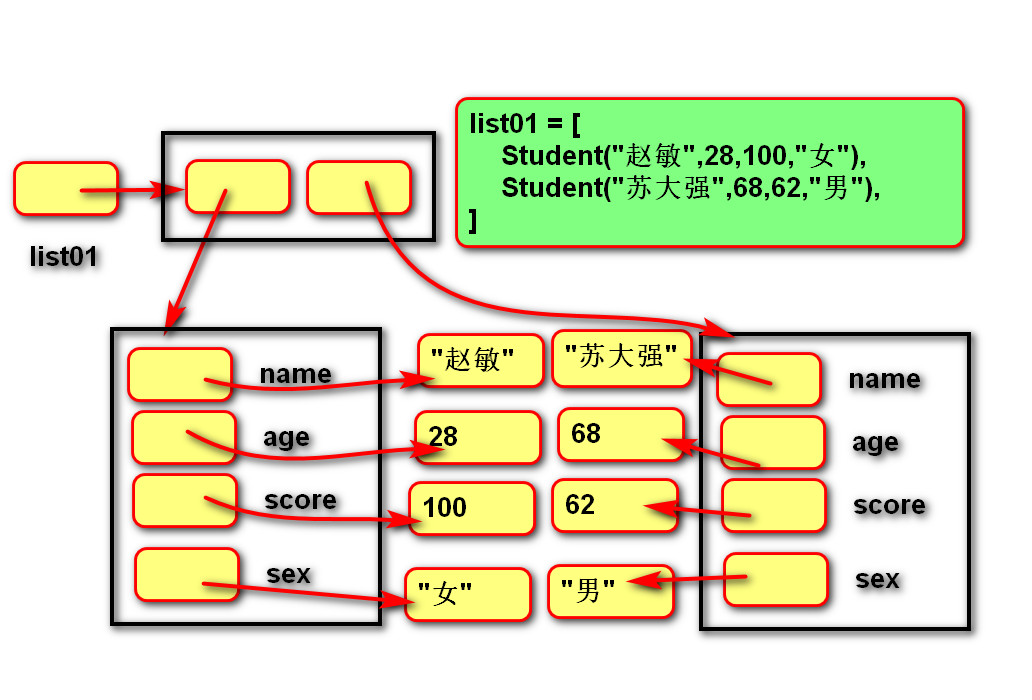 list01 = [
Student("赵敏",28,100,"女"),
Student("苏大强",68,62,"男"),
]
list01
name
"赵敏"
"苏大强"
name
age
28
68
age
score
100
62
score
sex
"女"
"男"
sex